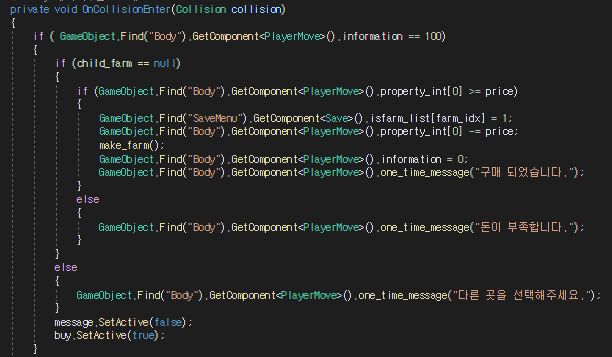 private void OnCollisionEnter(Collision collision)
{
if ( GameObject.Find("Body").GetComponent<PlayerMove>().information == 100)
{
if (child_farm == null)
{
if (GameObject.Find("Body").GetComponent<PlayerMove>().property_int[0] >= price)
{
GameObject.Find("SaveMenu").GetComponent<Save>().isfarm_list[farm_idx] = 1;
GameObject.Find("Body").GetComponent<PlayerMove>().property_int[0] -= price;
make_farm();
GameObject.Find("Body").GetComponent<PlayerMove>().information = 0;
GameObject.Find("Body").GetComponent<PlayerMove>().one_time_message("구매 되었습니다.");
}
else
{
GameObject.Find("Body").GetComponent<PlayerMove>().one_time_message("돈이 부족합니다.");
}
}
else
{
GameObject.Find("Body").GetComponent<PlayerMove>().one_time_message("다른 곳을 선택해주세요.");
}
message.SetActive(false);
buy.SetActive(true);
}